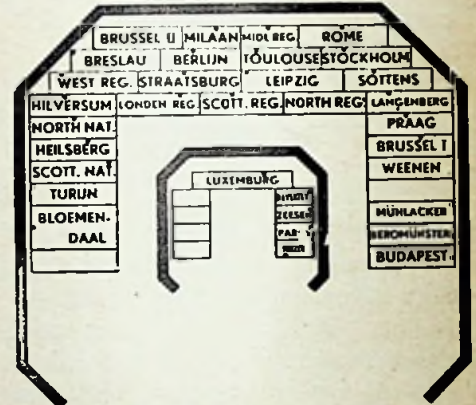 BRUSSEL II MILAAN MIDL REG. ROME
BRESLAU BERLIJN TOULOUSE STOCKHOLM
WEST REG. STRAATSBURG LEIPZIG SOTTENS
HILVERSUM LONDEN REG. SCOTT. REG. NORTH REG. LANGENBERG
NORTH NAT. PRAAG
HEILSBERG BRUSSEL I
SCOTT. NAT. WEENEN
TURIJN
BLOEMEN-
DAAL
MÜHLACKER
BEROMÜNSTER
BUDAPEST
LUXEMBURG
ZEESEN